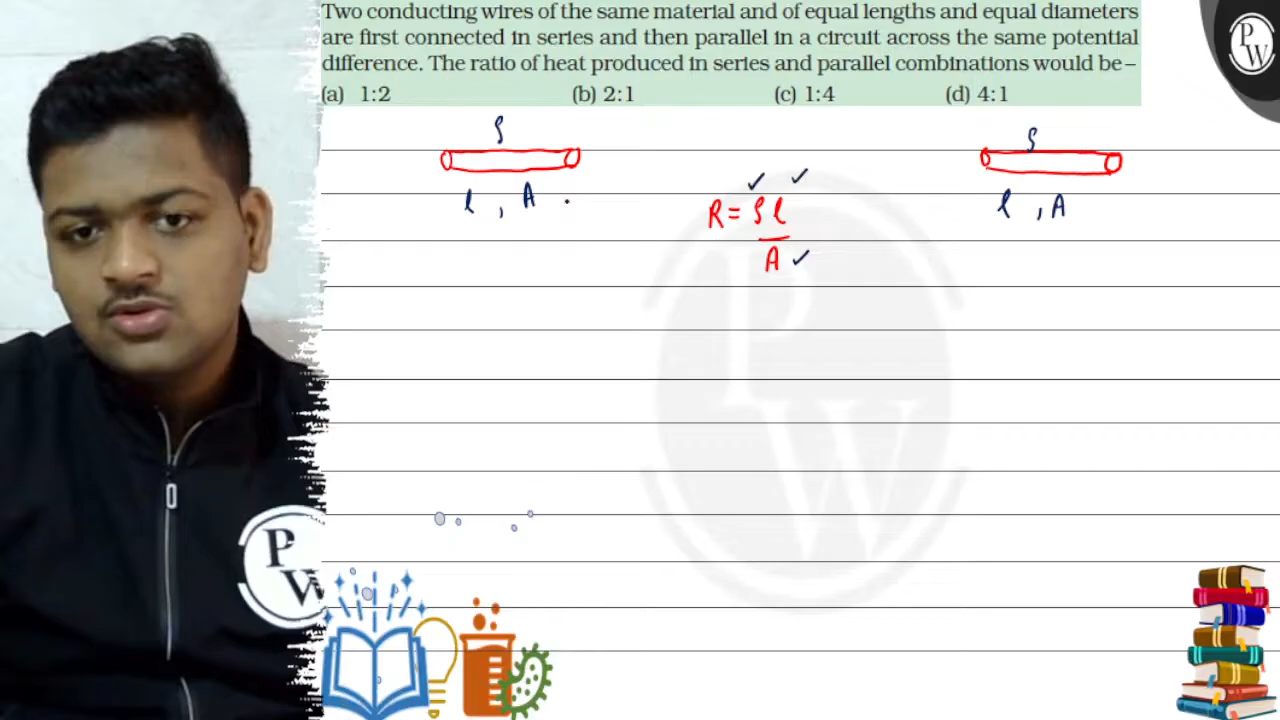 Two conducting wires of the same material and of equal lengths and equal diameters
are first connected in series and then parallel in a circuit across the same potential
difference. The ratio of heat produced in series and parallel combinations would be–
(a) 1:2 (b) 2:1 (c) 1:4 (d) 4:1
ρ ρ
l , A . l , A
R = ρl
A
P
W
P
W
P
W